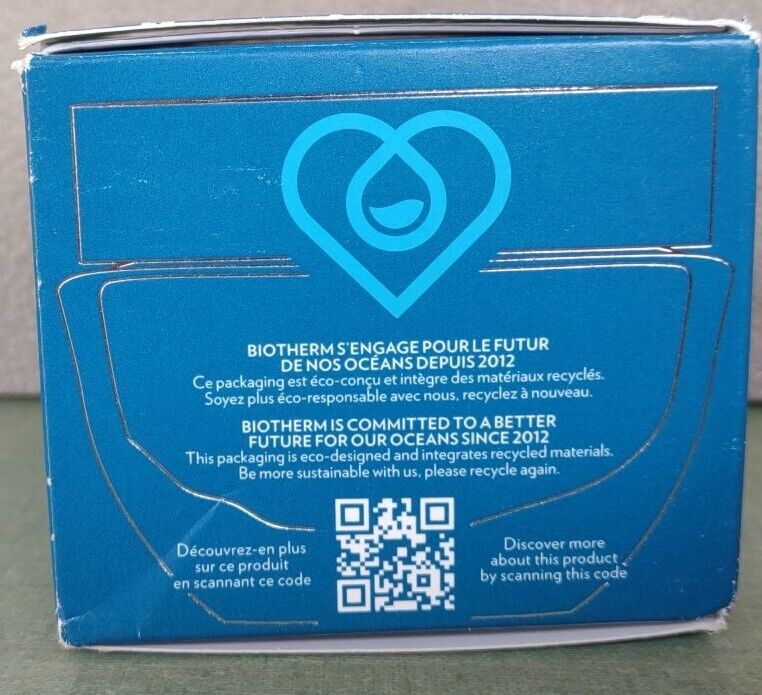 BIOTHERM S'ENGAGE POUR LE FUTUR
DE NOS OCÉANS DEPUIS 2012
Ce packaging est éco-conçu et intègre des matériaux recyclés.
Soyez plus éco-responsable avec nous, recyclez à nouveau.
BIOTHERM IS COMMITTED TO A BETTER
FUTURE FOR OUR OCEANS SINCE 2012
This packaging is eco-designed and integrates recycled materials.
Be more sustainable with us, please recycle again.
Découvrez-en plus
sur ce produit
en scannant ce code
Discover more
about this product
by scanning this code